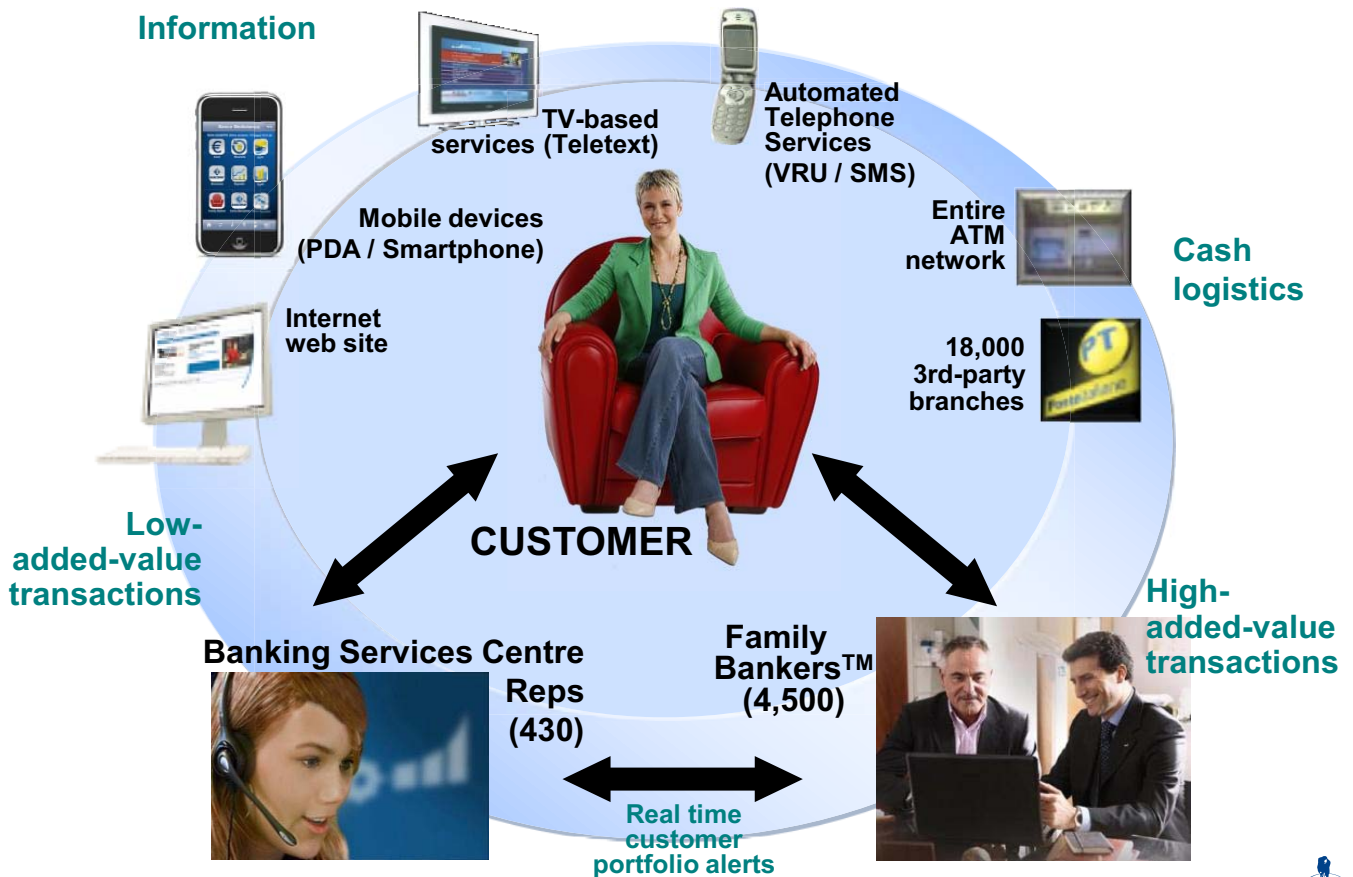 Information
TV-based
services (Teletext)
Automated
Telephone
Services
(VRU / SMS)
Mobile devices
(PDA / Smartphone)
Entire
ATM
network
Cash
logistics
Internet
web site
18,000
3rd-party
branches
PT
Posteitaliane
CUSTOMER
Low-
added-value
transactions
High-
added-value
transactions
Banking Services Centre
Reps
(430)
Family
Bankers™
(4,500)
Real time
customer
portfolio alerts